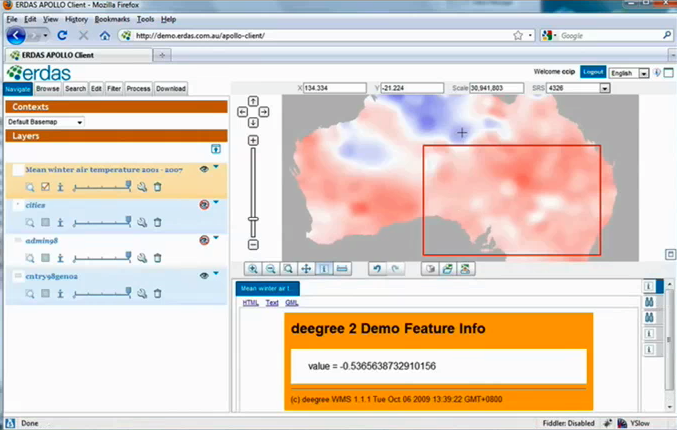 ERDAS APOLLO Client - Mozilla Firefox
File Edit View History Bookmarks Tools Help
http://demo.erdas.com.au/apollo-client/
Google
ERDAS APOLLO Client
erdas
Welcome ccip Logout English
Navigate Browse Search Edit Filter Process Download
X 134.334 Y -21.224 Scale 30,941,803 SRS 4326
Contexts
Default Basemap
Layers
Mean winter air temperature 2001 - 2007
cities
admin98
cntry98gen02
Mean winter air t...
HTML Text GML
deegree 2 Demo Feature Info
value = -0.5365638732910156
(c) deegree WMS 1.1.1 Tue Oct 06 2009 13:39:22 GMT+0800
Done
Fiddler: Disabled
YSlow